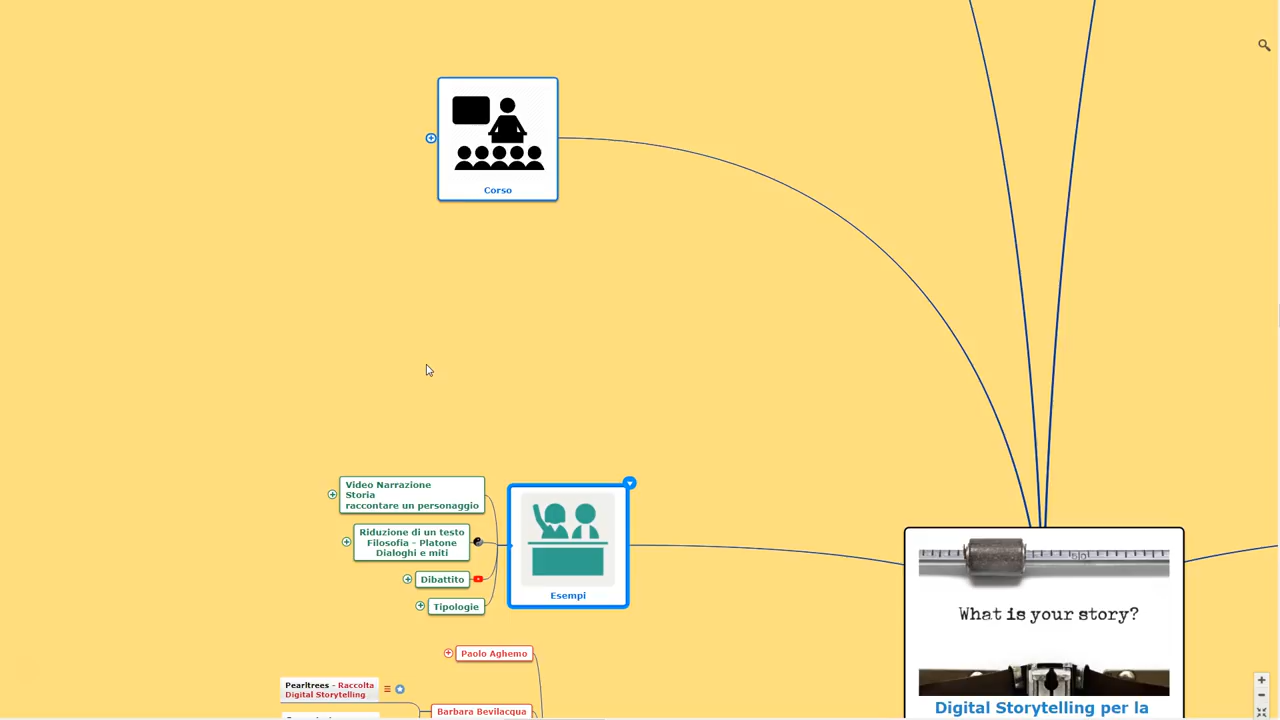 Corso
Video Narrazione
Storia
raccontare un personaggio
Riduzione di un testo
Filosofia - Platone
Dialoghi e miti
Dibattito
Tipologie
Esempi
What is your story?
Paolo Aghemo
Pearltrees - Raccolta
Digital Storytelling
Barbara Bevilacqua
Digital Storytelling per la